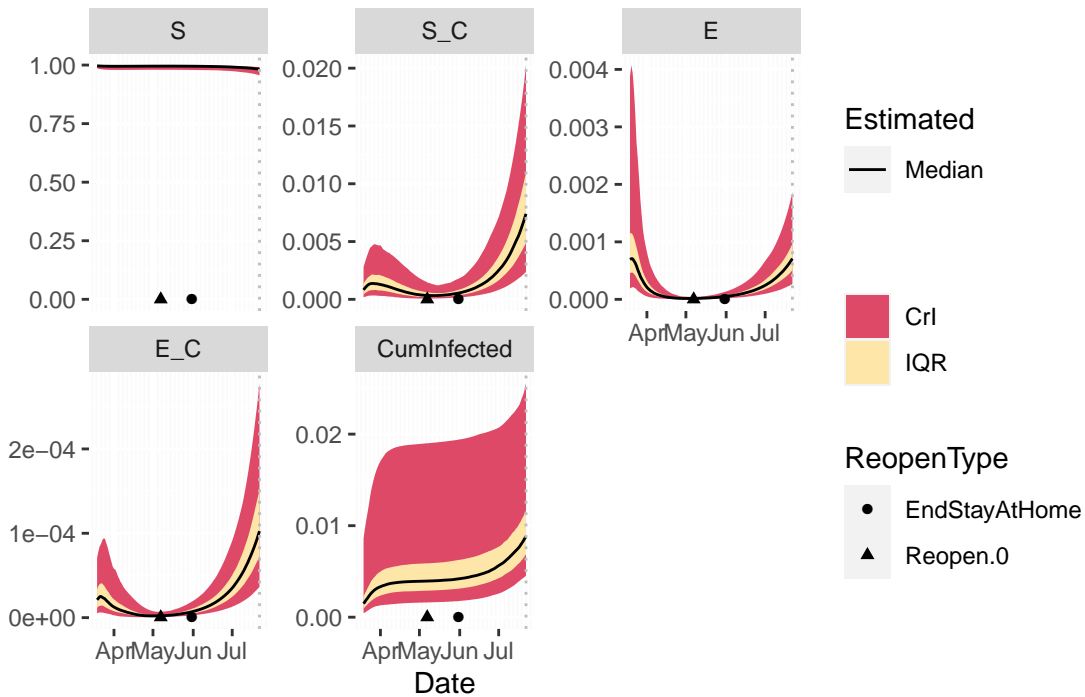 S
S_C
E
1.00
0.75
0.50
0.25
0.00
0.020
0.015
0.010
0.005
0.000
0.004
0.003
0.002
0.001
0.000
Apr May Jun Jul
E_C
CumInfected
2e−04
1e−04
0e+00
0.02
0.01
0.00
Apr May Jun Jul
Apr May Jun Jul
Date
Estimated
Median
CrI
IQR
ReopenType
EndStayAtHome
Reopen.0